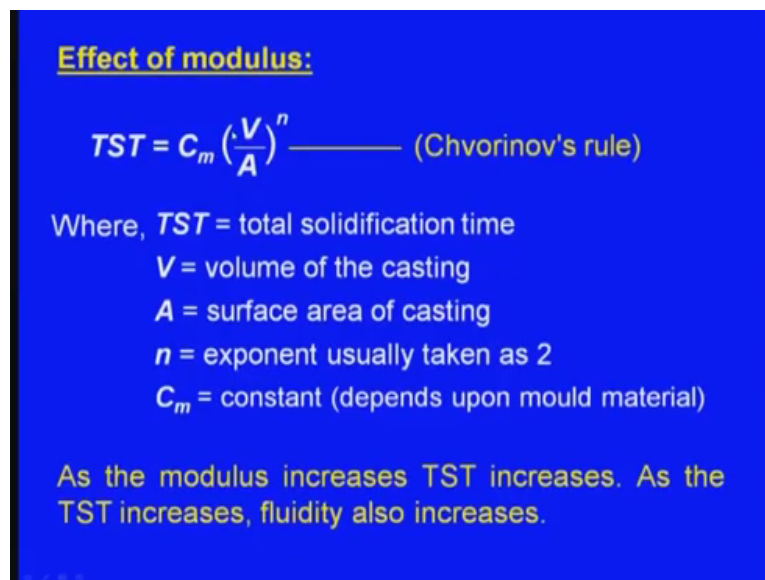 Effect of modulus:
TST = Cm (V/A)^n ——— (Chvorinov's rule)
Where, TST = total solidification time
V = volume of the casting
A = surface area of casting
n = exponent usually taken as 2
Cm = constant (depends upon mould material)
As the modulus increases TST increases. As the
TST increases, fluidity also increases.